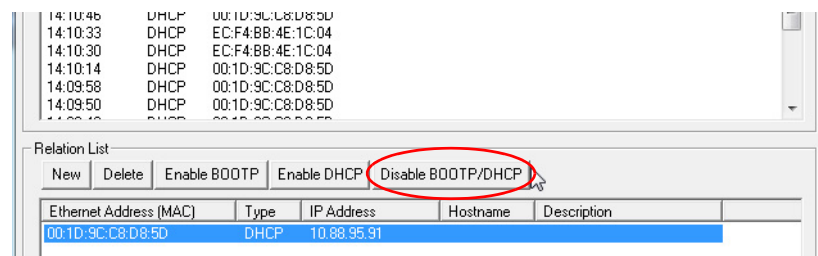 14:10:46 DHCP 00:1D:9C:C8:D8:5D
14:10:33 DHCP EC:F4:BB:4E:1C:04
14:10:30 DHCP EC:F4:BB:4E:1C:04
14:10:14 DHCP 00:1D:9C:C8:D8:5D
14:09:58 DHCP 00:1D:9C:C8:D8:5D
14:09:50 DHCP 00:1D:9C:C8:D8:5D
Relation List
New Delete Enable BOOTP Enable DHCP Disable BOOTP/DHCP
Ethernet Address (MAC) Type IP Address Hostname Description
00:1D:9C:C8:D8:5D DHCP 10.88.95.91